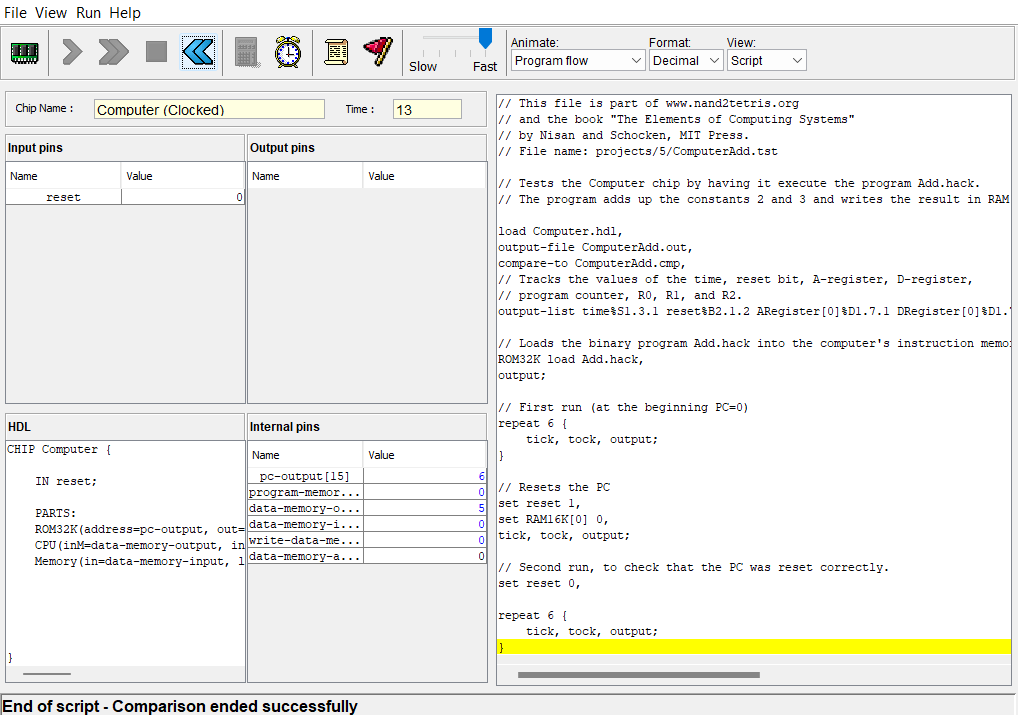 File View Run Help
Slow Fast
Animate: Format: View:
Program flow Decimal Script
Chip Name : Computer (Clocked) Time : 13
Input pins
Name Value
reset 0
Output pins
Name Value
HDL
CHIP Computer {
IN reset;
PARTS:
ROM32K(address=pc-output, out=
CPU(inM=data-memory-output, in
Memory(in=data-memory-input, l
}
Internal pins
Name Value
pc-output[15] 6
program-memor... 0
data-memory-o... 5
data-memory-i... 0
write-data-me... 0
data-memory-a... 0
// This file is part of www.nand2tetris.org
// and the book "The Elements of Computing Systems"
// by Nisan and Schocken, MIT Press.
// File name: projects/5/ComputerAdd.tst
// Tests the Computer chip by having it execute the program Add.hack.
// The program adds up the constants 2 and 3 and writes the result in RAM
load Computer.hdl,
output-file ComputerAdd.out,
compare-to ComputerAdd.cmp,
// Tracks the values of the time, reset bit, A-register, D-register,
// program counter, R0, R1, and R2.
output-list time%S1.3.1 reset%B2.1.2 ARegister[0]%D1.7.1 DRegister[0]%D1.7
// Loads the binary program Add.hack into the computer's instruction memo
ROM32K load Add.hack,
output;
// First run (at the beginning PC=0)
repeat 6 {
tick, tock, output;
}
// Resets the PC
set reset 1,
set RAM16K[0] 0,
tick, tock, output;
// Second run, to check that the PC was reset correctly.
set reset 0,
repeat 6 {
tick, tock, output;
}
End of script - Comparison ended successfully